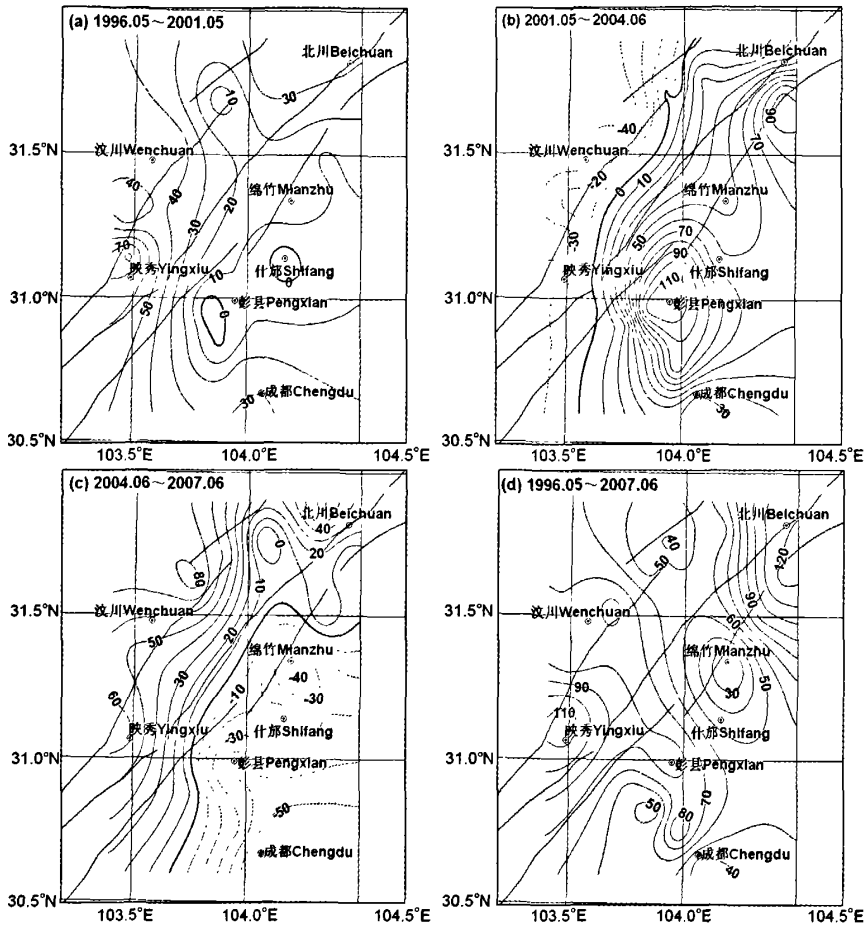 (a) 1996.05～2001.05
北川Beichuan
10
30
汶川Wenchuan
31.5°N
40
40
绵竹Mianzhu
20
30
70
映秀Yingxiu
10
什邡Shifang
0
31.0°N
50
彭县Pengxian
0
30
成都Chengdu
30.5°N
103.5°E
104.0°E
104.5°E
(b) 2001.05～2004.06
北川Beichuan
90
-40
70
31.5°N
汶川Wenchuan
-20
0
10
绵竹Mianzhu
-30
50
70
90
映秀Yingxiu
什邡Shifang
110
31.0°N
彭县Pengxian
成都Chengdu
30
30.5°N
103.5°E
104.0°E
104.5°E
(c) 2004.06～2007.06
北川Beichuan
40
0
20
80
10
31.5°N
汶川Wenchuan
50
20
绵竹Mianzhu
-40
30
-10
-30
60
映秀Yingxiu
-30
什邡Shifang
31.0°N
彭县Pengxian
-50
成都Chengdu
30.5°N
103.5°E
104.0°E
104.5°E
(d) 1996.05～2007.06
北川Beichuan
40
50
120
90
31.5°N
汶川Wenchuan
60
绵竹Mianzhu
90
30
50
110
映秀Yingxiu
什邡Shifang
31.0°N
彭县Pengxian
50
80
70
成都Chengdu
40
30.5°N
103.5°E
104.0°E
104.5°E